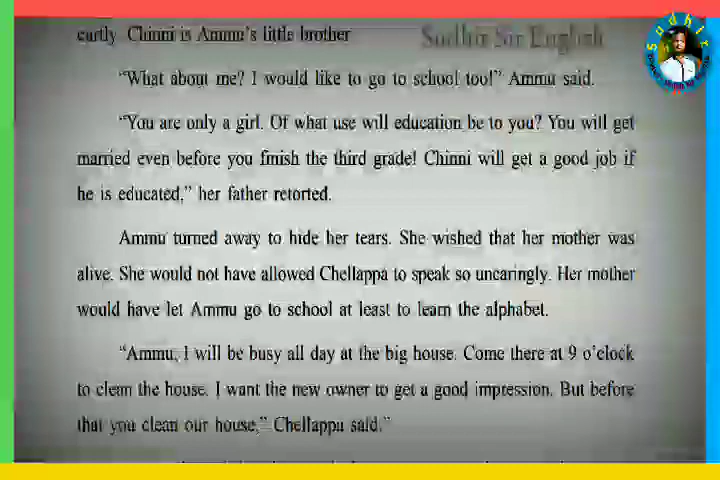 curtly Chinni is Ammu's little brother
Sudhir Sir English
Sudhir
"What about me? I would like to go to school too!" Ammu said.
"You are only a girl. Of what use will education be to you? You will get
married even before you finish the third grade! Chinni will get a good job if
he is educated," her father retorted.
Ammu turned away to hide her tears. She wished that her mother was
alive. She would not have allowed Chellappa to speak so uncaringly. Her mother
would have let Ammu go to school at least to learn the alphabet.
"Ammu, I will be busy all day at the big house. Come there at 9 o'clock
to clean the house. I want the new owner to get a good impression. But before
that you clean our house," Chellappa said."